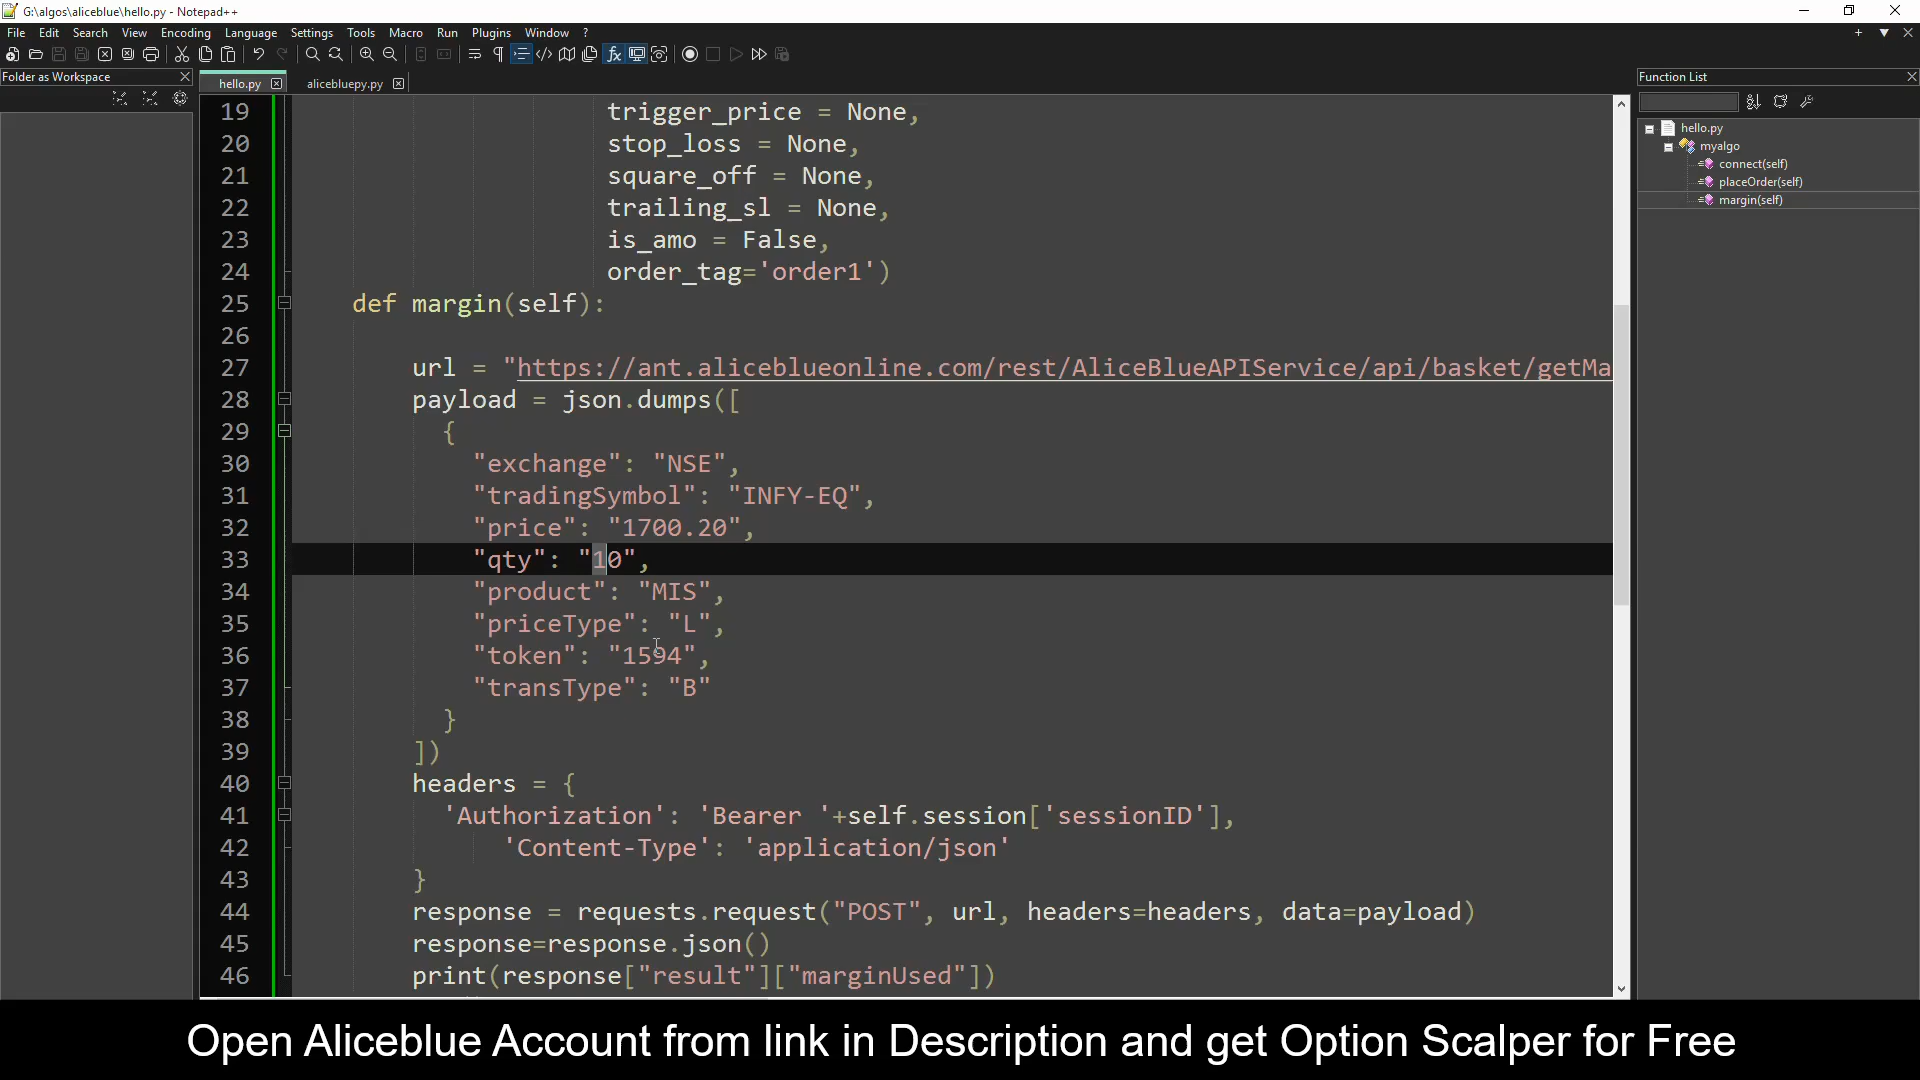 G:\algos\aliceblue\hello.py - Notepad++
File Edit Search View Encoding Language Settings Tools Macro Run Plugins Window ?
Folder as Workspace
hello.py
alicebluepy.py
Function List
hello.py
myalgo
connect(self)
placeOrder(self)
margin(self)
19 trigger_price = None,
20 stop_loss = None,
21 square_off = None,
22 trailing_sl = None,
23 is_amo = False,
24 order_tag='order1')
25 def margin(self):
26
27 url = "https://ant.aliceblueonline.com/rest/AliceBlueAPIService/api/basket/getMa
28 payload = json.dumps([
29 {
30 "exchange": "NSE",
31 "tradingSymbol": "INFY-EQ",
32 "price": "1700.20",
33 "qty": "10",
34 "product": "MIS",
35 "priceType": "L",
36 "token": "1594",
37 "transType": "B"
38 }
39 ])
40 headers = {
41 'Authorization': 'Bearer '+self.session['sessionID'],
42 'Content-Type': 'application/json'
43 }
44 response = requests.request("POST", url, headers=headers, data=payload)
45 response=response.json()
46 print(response["result"]["marginUsed"])
Open Aliceblue Account from link in Description and get Option Scalper for Free